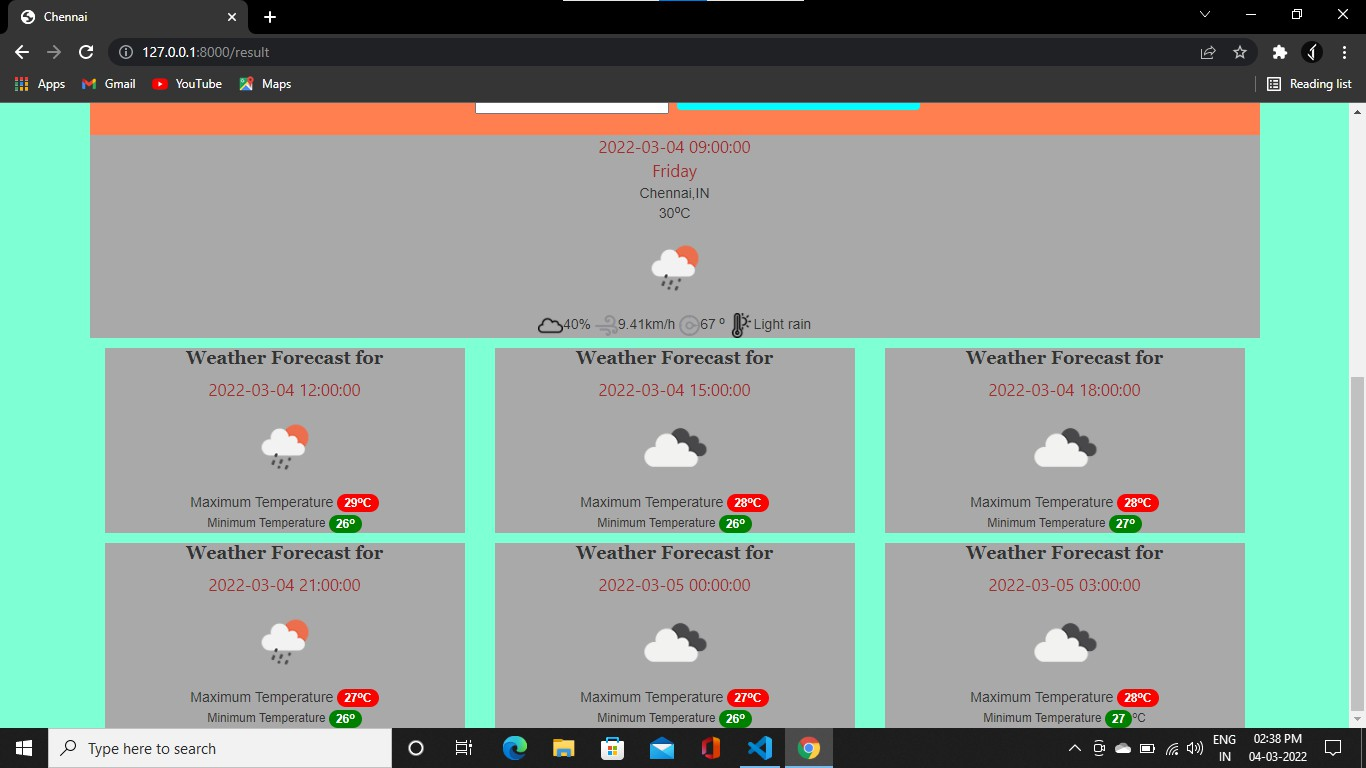 Chennai
127.0.0.1:8000/result
Apps Gmail YouTube Maps Reading list
2022-03-04 09:00:00
Friday
Chennai,IN
30ºC
40% 9.41km/h 67 º Light rain
Weather Forecast for
2022-03-04 12:00:00
Maximum Temperature 29ºC
Minimum Temperature 26º
Weather Forecast for
2022-03-04 15:00:00
Maximum Temperature 28ºC
Minimum Temperature 26º
Weather Forecast for
2022-03-04 18:00:00
Maximum Temperature 28ºC
Minimum Temperature 27º
Weather Forecast for
2022-03-04 21:00:00
Maximum Temperature 27ºC
Minimum Temperature 26º
Weather Forecast for
2022-03-05 00:00:00
Maximum Temperature 27ºC
Minimum Temperature 26º
Weather Forecast for
2022-03-05 03:00:00
Maximum Temperature 28ºC
Minimum Temperature 27 ºC
Type here to search
ENG
IN
02:38 PM
04-03-2022